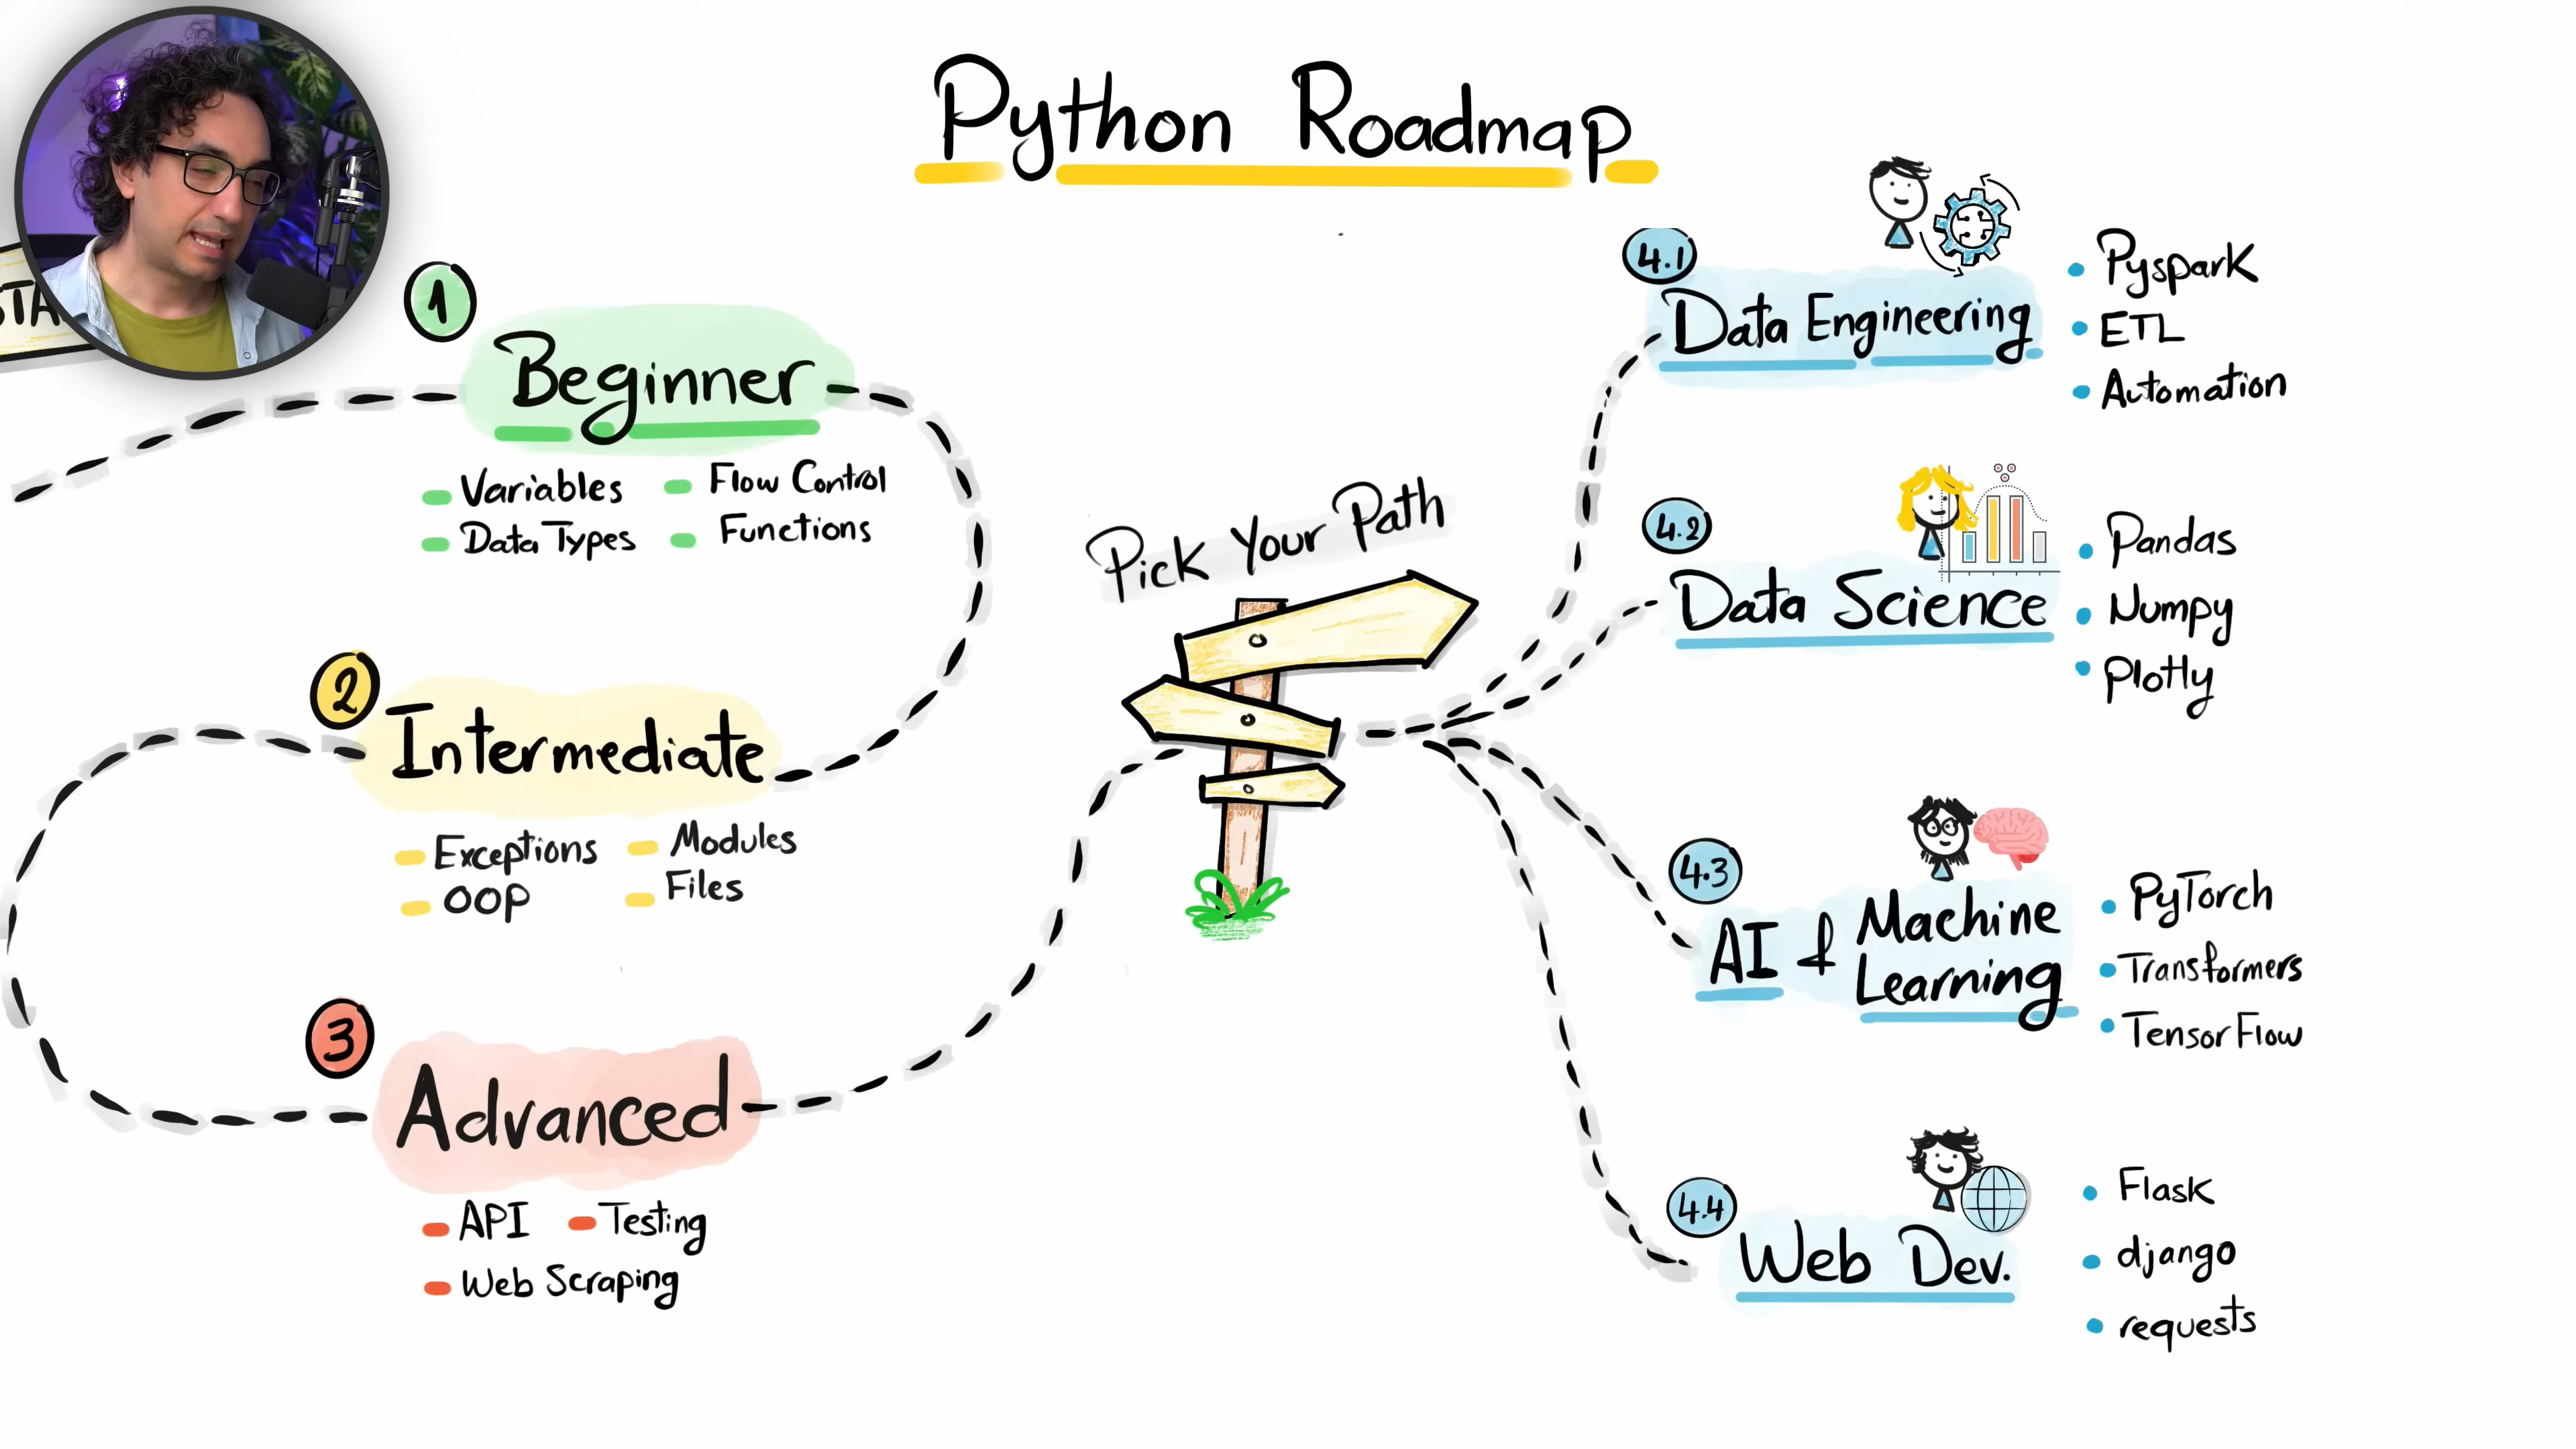 Python Roadmap
STA
1
Beginner
Variables
Flow Control
Data Types
Functions
2
Intermediate
Exceptions
Modules
OOP
Files
3
Advanced
API
Testing
Web Scraping
Pick Your Path
4.1
Data Engineering
Pyspark
ETL
Automation
4.2
Data Science
Pandas
Numpy
Plotly
4.3
AI & Machine
Learning
PyTorch
Transformers
TensorFlow
4.4
Web Dev.
Flask
django
requests